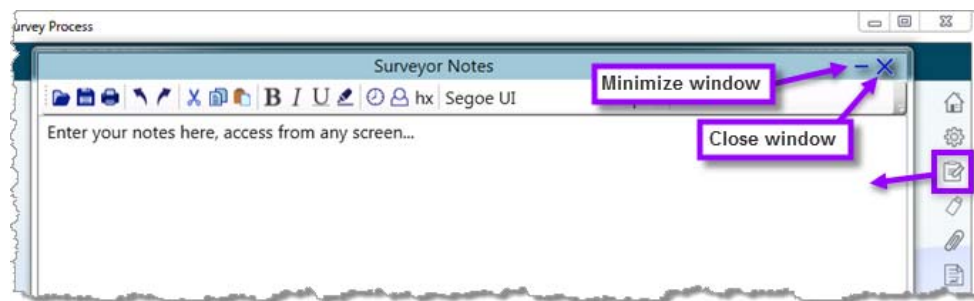 urvey Process
Surveyor Notes
Minimize window
B I U hx Segoe UI
Enter your notes here, access from any screen...
Close window